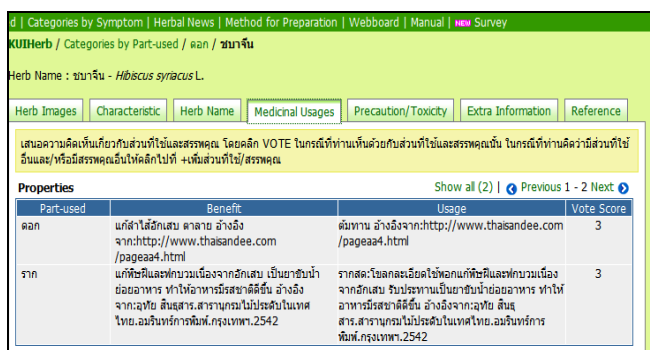 d | Categories by Symptom | Herbal News | Method for Preparation | Webboard | Manual | NEW Survey
KUIHerb / Categories by Part-used / ดอก / ชบาจีน
Herb Name : ชบาจีน - Hibiscus syriacus L.
Herb Images Characteristic Herb Name Medicinal Usages Precaution/Toxicity Extra Information Reference
เสนอความคิดเห็นเกี่ยวกับส่วนที่ใช้และสรรพคุณ โดยคลิก VOTE ในกรณีที่ท่านเห็นด้วยกับส่วนที่ใช้และสรรพคุณนั้น ในกรณีที่ท่านคิดว่ามีส่วนที่ใช้
อื่นและ/หรือมีสรรพคุณอื่นให้คลิกไปที่ +เพิ่มส่วนที่ใช้/สรรพคุณ
Properties Show all (2) | Previous 1 - 2 Next
Part-used Benefit Usage Vote Score
ดอก แก้ลำไส้อักเสบ ตาลาย อ้างอิง ต้มทาน อ้างอิงจาก:http://www.thaisandee.com 3
จาก:http://www.thaisandee.com /pageaa4.html
/pageaa4.html
ราก แก้พิษฝีและฟกบวมเนื่องจากอักเสบ เป็นยาขับน้ำ รากสด:โขลกละเอียดใช้พอกแก้พิษฝีและฟกบวมเนื่อง 3
ย่อยอาหาร ทำให้อาหารมีรสชาติดีขึ้น อ้างอิง จากอักเสบ รับประทานเป็นยาขับน้ำย่อยอาหาร ทำให้
จาก:อุทัย สินธุสาร.สารานุกรมไม้ประดับในเทศ อาหารมีรสชาติดีขึ้น อ้างอิงจาก:อุทัย สินธุ
ไทย.อมรินทร์การพิมพ์.กรุงเทพฯ.2542 สาร.สารานุกรมไม้ประดับในเทศไทย.อมรินทร์การ
พิมพ์.กรุงเทพฯ.2542